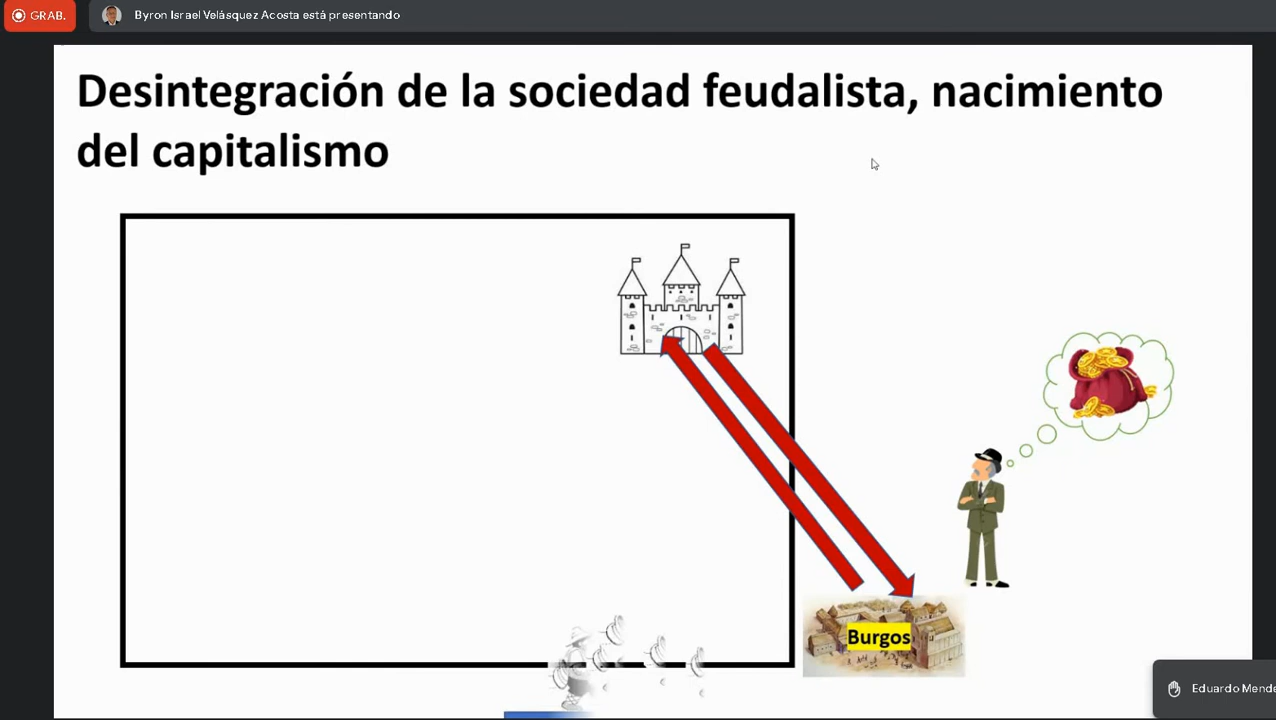 GRAB.
Byron Israel Velásquez Acosta está presentando
Desintegración de la sociedad feudalista, nacimiento
del capitalismo
Burgos
Eduardo Mende